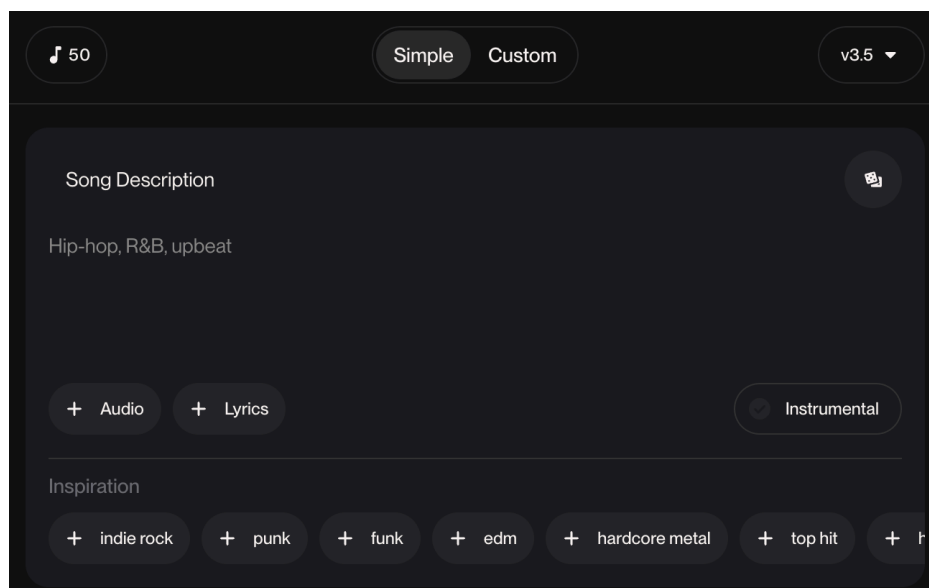 50
Simple Custom
v3.5
Song Description
Hip-hop, R&B, upbeat
+ Audio + Lyrics
Instrumental
Inspiration
+ indie rock + punk + funk + edm + hardcore metal + top hit +